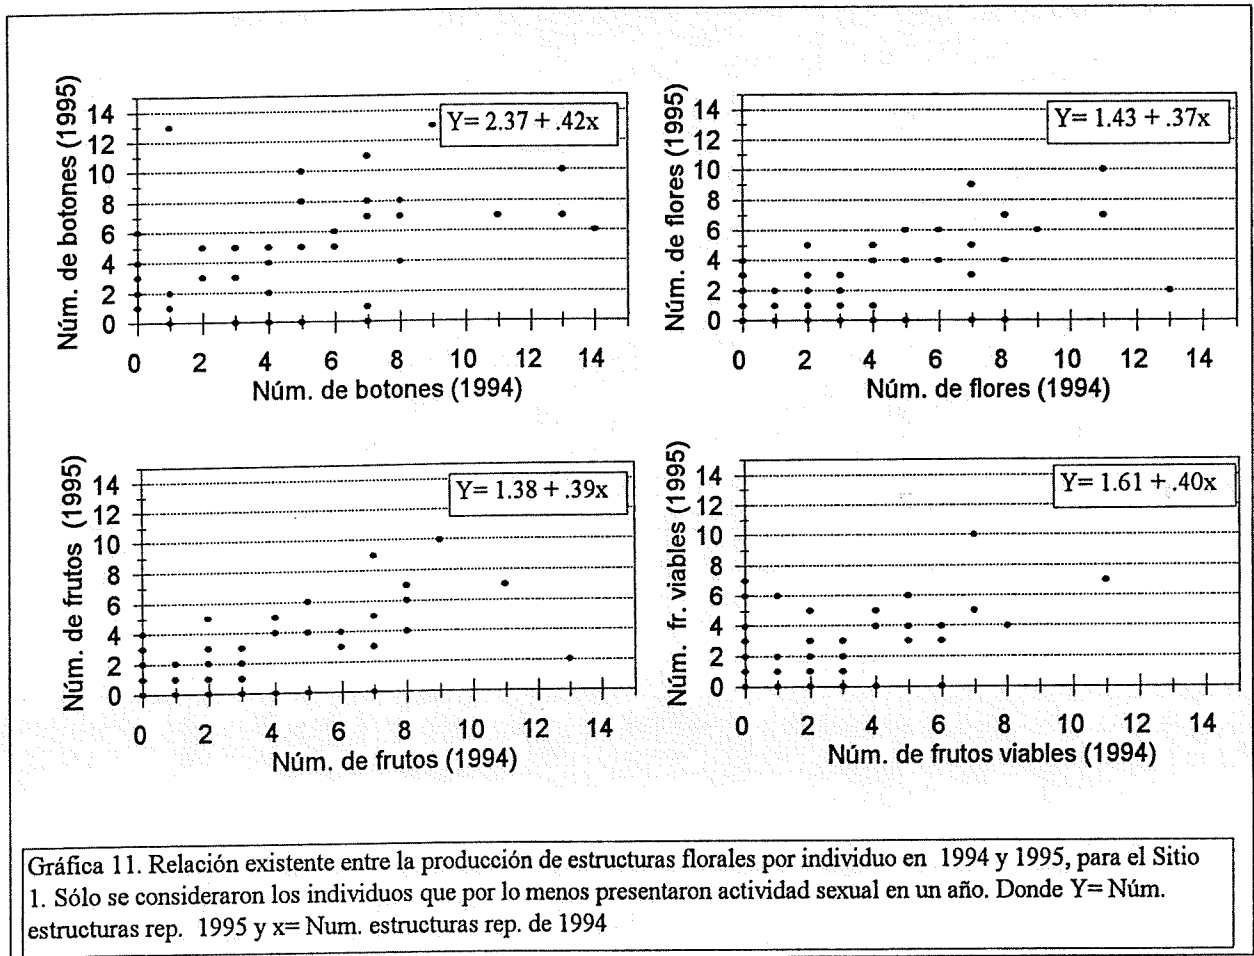 Núm. de botones (1995)
14
12
10
8
6
4
2
0
Y= 2.37 + .42x
0 2 4 6 8 10 12 14
Núm. de botones (1994)
Núm. de flores (1995)
14
12
10
8
6
4
2
0
Y= 1.43 + .37x
0 2 4 6 8 10 12 14
Núm. de flores (1994)
Núm. de frutos (1995)
14
12
10
8
6
4
2
0
Y= 1.38 + .39x
0 2 4 6 8 10 12 14
Núm. de frutos (1994)
Núm. fr. viables (1995)
14
12
10
8
6
4
2
0
Y= 1.61 + .40x
0 2 4 6 8 10 12 14
Núm. de frutos viables (1994)
Gráfica 11. Relación existente entre la producción de estructuras florales por individuo en 1994 y 1995, para el Sitio
1. Sólo se consideraron los individuos que por lo menos presentaron actividad sexual en un año. Donde Y= Núm.
estructuras rep. 1995 y x= Num. estructuras rep. de 1994